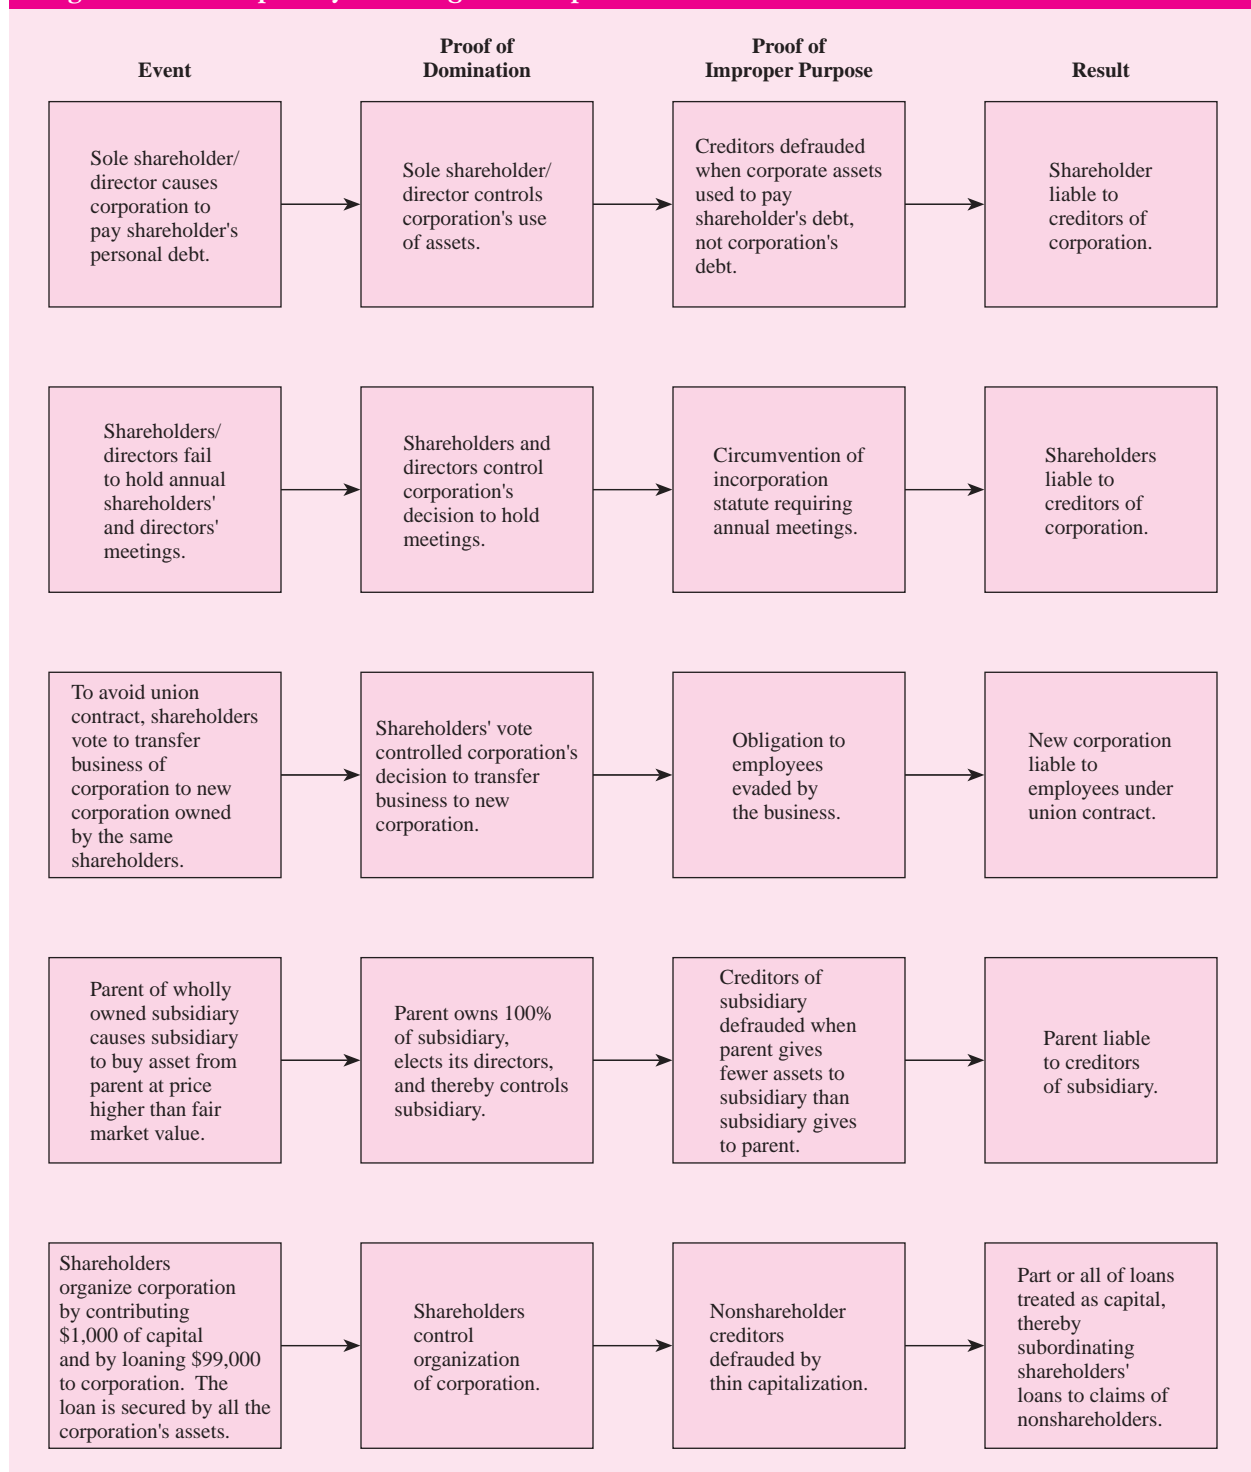 Event
Proof of
Domination
Proof of
Improper Purpose
Result
Sole shareholder/
director causes
corporation to
pay shareholder's
personal debt.
Sole shareholder/
director controls
corporation's use
of assets.
Creditors defrauded
when corporate assets
used to pay
shareholder's debt,
not corporation's
debt.
Shareholder
liable to
creditors of
corporation.
Shareholders/
directors fail
to hold annual
shareholders'
and directors'
meetings.
Shareholders and
directors control
corporation's
decision to hold
meetings.
Circumvention of
incorporation
statute requiring
annual meetings.
Shareholders
liable to
creditors of
corporation.
To avoid union
contract, shareholders
vote to transfer
business of
corporation to new
corporation owned
by the same
shareholders.
Shareholders' vote
controlled corporation's
decision to transfer
business to new
corporation.
Obligation to
employees
evaded by
the business.
New corporation
liable to
employees under
union contract.
Parent of wholly
owned subsidiary
causes subsidiary
to buy asset from
parent at price
higher than fair
market value.
Parent owns 100%
of subsidiary,
elects its directors,
and thereby controls
subsidiary.
Creditors of
subsidiary
defrauded when
parent gives
fewer assets to
subsidiary than
subsidiary gives
to parent.
Parent liable
to creditors
of subsidiary.
Shareholders
organize corporation
by contributing
$1,000 of capital
and by loaning $99,000
to corporation. The
loan is secured by all the
corporation's assets.
Shareholders
control
organization
of corporation.
Nonshareholder
creditors
defrauded by
thin capitalization.
Part or all of loans
treated as capital,
thereby
subordinating
shareholders'
loans to claims of
nonshareholders.